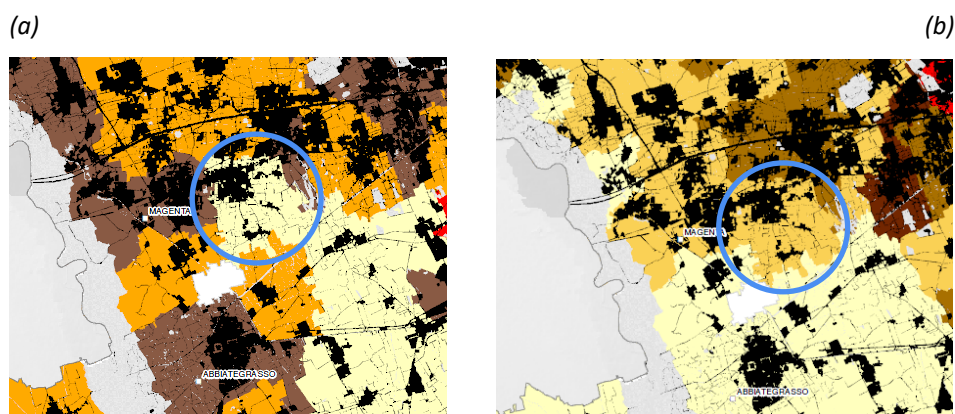 (a)
(b)
MAGENTA
MAGENTA
ABBIATEGRASSO
ABBIATEGRASSO